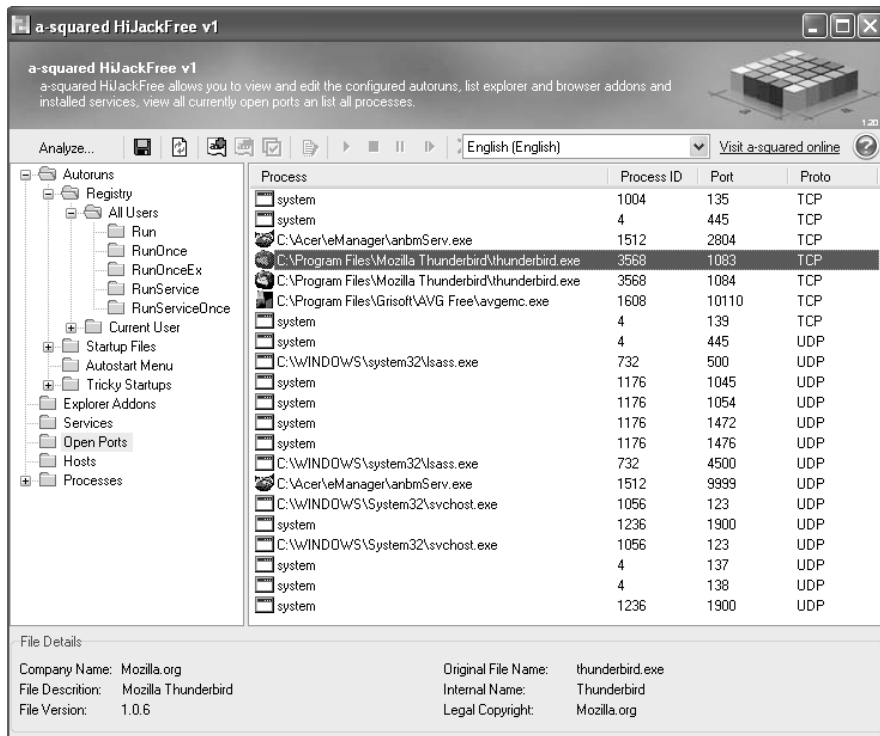 a-squared HiJackFree v1
a-squared HiJackFree v1
a-squared HiJackFree allows you to view and edit the configured autoruns, list explorer and browser addons and
installed services, view all currently open ports an list all processes.
1.20
Analyze... English (English) Visit a-squared online
Autoruns
Registry
All Users
Run
RunOnce
RunOnceEx
RunService
RunServiceOnce
Current User
Startup Files
Autostart Menu
Tricky Startups
Explorer Addons
Services
Open Ports
Hosts
Processes
Process Process ID Port Proto
system 1004 135 TCP
system 4 445 TCP
C:\Acer\eManager\anbmServ.exe 1512 2804 TCP
C:\Program Files\Mozilla Thunderbird\thunderbird.exe 3568 1083 TCP
C:\Program Files\Mozilla Thunderbird\thunderbird.exe 3568 1084 TCP
C:\Program Files\Grisoft\AVG Free\avgemc.exe 1608 10110 TCP
system 4 139 TCP
system 4 445 UDP
C:\WINDOWS\system32\lsass.exe 732 500 UDP
system 1176 1045 UDP
system 1176 1054 UDP
system 1176 1472 UDP
system 1176 1476 UDP
C:\WINDOWS\system32\lsass.exe 732 4500 UDP
C:\Acer\eManager\anbmServ.exe 1512 9999 UDP
C:\WINDOWS\System32\svchost.exe 1056 123 UDP
system 1236 1900 UDP
C:\WINDOWS\System32\svchost.exe 1056 123 UDP
system 4 137 UDP
system 4 138 UDP
system 1236 1900 UDP
File Details
Company Name: Mozilla.org Original File Name: thunderbird.exe
File Descrition: Mozilla Thunderbird Internal Name: Thunderbird
File Version: 1.0.6 Legal Copyright: Mozilla.org